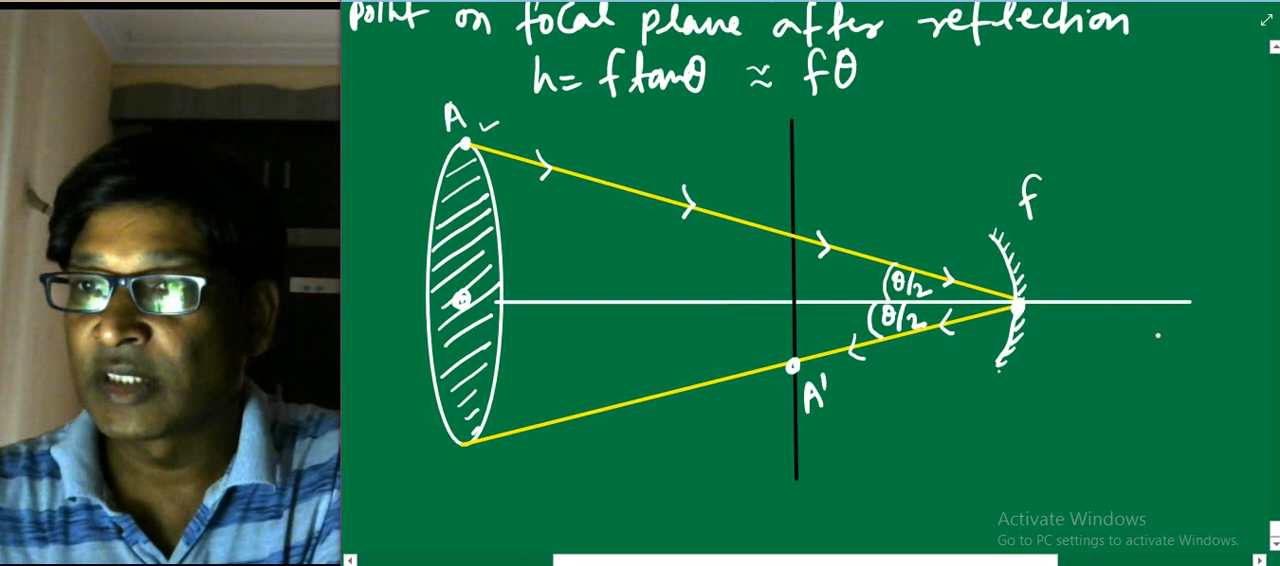 point on focal plane after reflection
h = f tanθ ≈ fθ
A
f
θ/2
θ/2
A'
Activate Windows
Go to PC settings to activate Windows.